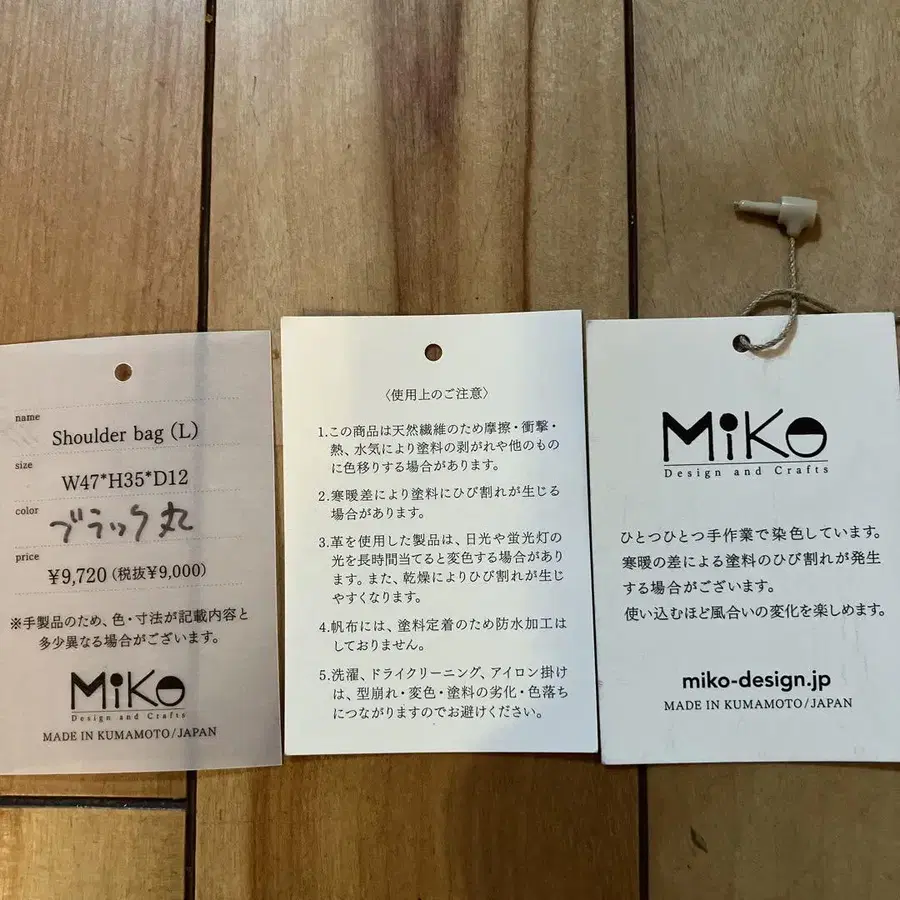 name
Shoulder bag (L)
size
W47*H35*D12
color
ブラック丸
price
¥9,720 (税抜¥9,000)
※手製品のため、色・寸法が記載内容と
多少異なる場合がございます。
MiKo
Design and Crafts
MADE IN KUMAMOTO/JAPAN
〈使用上のご注意〉
1.この商品は天然繊維のため摩擦・衝撃・
熱、水気により塗料の剥がれや他のもの
に色移りする場合があります。
2.寒暖差により塗料にひび割れが生じる
場合があります。
3.革を使用した製品は、日光や蛍光灯の
光を長時間当てると変色する場合があり
ます。また、乾燥によりひび割れが生じ
やすくなります。
4.帆布には、塗料定着のため防水加工は
しておりません。
5.洗濯、ドライクリーニング、アイロン掛け
は、型崩れ・変色・塗料の劣化・色落ち
につながりますのでお避けください。
MiKo
Design and Crafts
ひとつひとつ手作業で染色しています。
寒暖の差による塗料のひび割れが発生
する場合がございます。
使い込むほど風合いの変化を楽しめます。
miko-design.jp
MADE IN KUMAMOTO/JAPAN